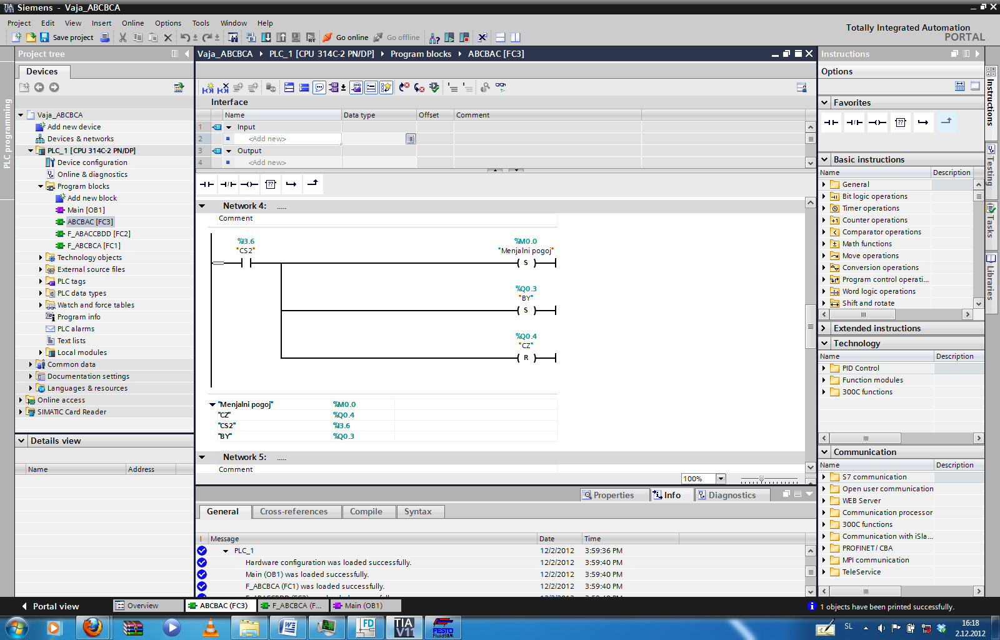 Siemens - Vaja_ABCBCA
Project Edit View Insert Online Options Tools Window Help
Totally Integrated Automation
PORTAL
Save project Go online Go offline
Project tree
Vaja_ABCBCA PLC_1 [CPU 314C-2 PN/DP] Program blocks ABCBAC [FC3]
Instructions
Devices
Options
PLC programming
Vaja_ABCBCA
Add new device
Devices & networks
PLC_1 [CPU 314C-2 PN/DP]
Device configuration
Online & diagnostics
Program blocks
Add new block
Main [OB1]
ABCBAC [FC3]
F_ABACCBDD [FC2]
F_ABCBCA [FC1]
Technology objects
External source files
PLC tags
PLC data types
Watch and force tables
Program info
PLC alarms
Text lists
Local modules
Common data
Documentation settings
Languages & resources
Online access
SIMATIC Card Reader
Details view
Name Address
Interface
Name Data type Offset Comment
1 Input
2 <Add new>
3 Output
4 <Add new>
Network 4: .....
Comment
%I3.6
"CS2"
%M0.0
"Menjalni pogoj"
S
%Q0.3
"BY"
S
%Q0.4
"CZ"
R
"Menjalni pogoj" %M0.0
"CZ" %Q0.4
"CS2" %I3.6
"BY" %Q0.3
Network 5: .....
Comment
100%
Properties Info Diagnostics
General Cross-references Compile Syntax
! Message Date Time
PLC_1 12/2/2012 3:59:36 PM
Hardware configuration was loaded successfully. 12/2/2012 3:59:40 PM
Main (OB1) was loaded successfully. 12/2/2012 3:59:40 PM
F_ABCBCA (FC1) was loaded successfully. 12/2/2012 3:59:40 PM
Favorites
Basic instructions
Name Description
General
Bit logic operations
Timer operations
Counter operations
Comparator operations
Math functions
Move operations
Conversion operations
Program control operati...
Word logic operations
Shift and rotate
Extended instructions
Technology
Name Description
PID Control
Function modules
300C functions
Communication
Name Description
S7 communication
Open user communication
WEB Server
Communication processor
300C functions
Communication with iSla...
PROFINET / CBA
MPI communication
TeleService
Instructions
Testing
Tasks
Libraries
Portal view Overview ABCBAC (FC3) F_ABCBCA (F... Main (OB1)
1 objects have been printed successfully.
FD
TIA
V11
FESTO
FluidSIM
SL
16:18
2.12.2012